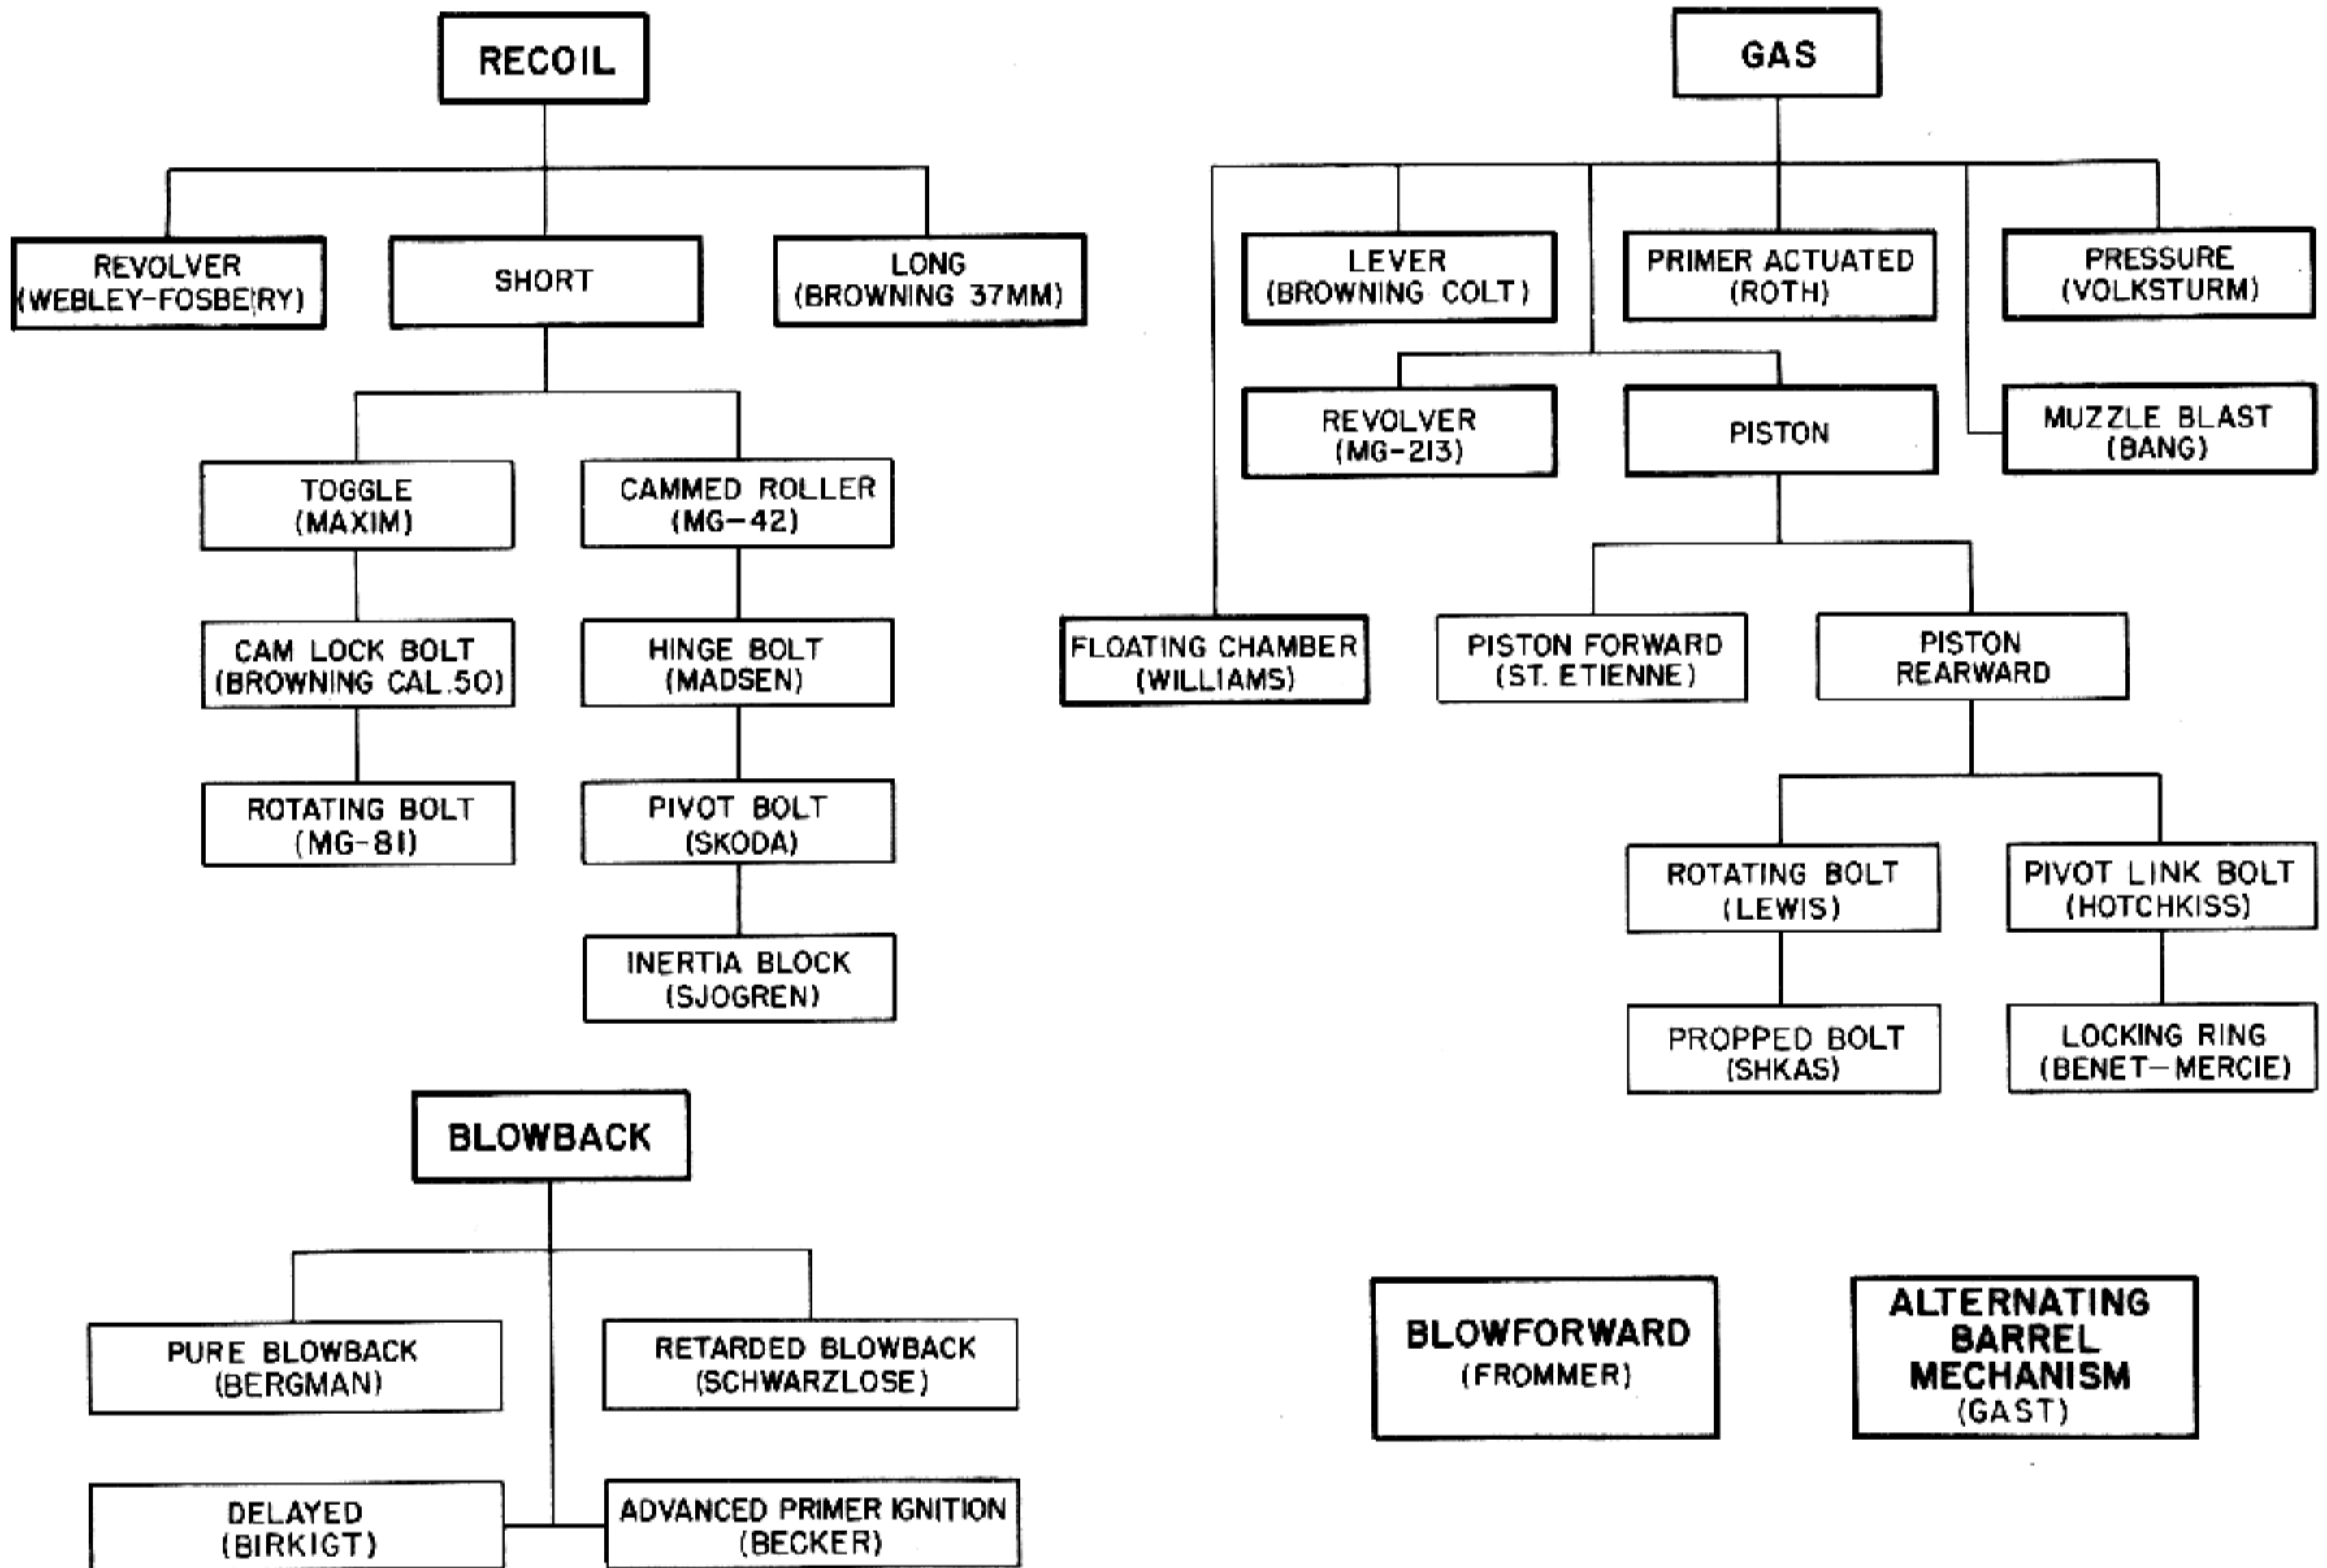 RECOIL
REVOLVER
(WEBLEY-FOSBERRY)
SHORT
LONG
(BROWNING 37MM)
TOGGLE
(MAXIM)
CAMMED ROLLER
(MG-42)
CAM LOCK BOLT
(BROWNING CAL.50)
HINGE BOLT
(MADSEN)
ROTATING BOLT
(MG-81)
PIVOT BOLT
(SKODA)
INERTIA BLOCK
(SJOGREN)
GAS
LEVER
(BROWNING COLT)
PRIMER ACTUATED
(ROTH)
PRESSURE
(VOLKSTURM)
REVOLVER
(MG-213)
PISTON
MUZZLE BLAST
(BANG)
FLOATING CHAMBER
(WILLIAMS)
PISTON FORWARD
(ST. ETIENNE)
PISTON
REARWARD
ROTATING BOLT
(LEWIS)
PIVOT LINK BOLT
(HOTCHKISS)
PROPPED BOLT
(SHKAS)
LOCKING RING
(BENET-MERCIE)
BLOWBACK
PURE BLOWBACK
(BERGMAN)
RETARDED BLOWBACK
(SCHWARZLOSE)
DELAYED
(BIRKIGT)
ADVANCED PRIMER IGNITION
(BECKER)
BLOWFORWARD
(FROMMER)
ALTERNATING
BARREL
MECHANISM
(GAST)